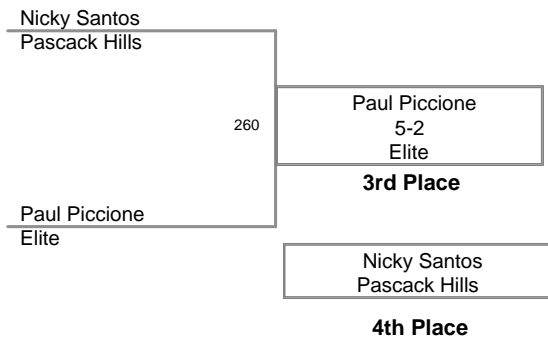 Nicky Santos
Pascack Hills
260
Paul Piccione
5-2
Elite
3rd Place
Paul Piccione
Elite
Nicky Santos
Pascack Hills
4th Place